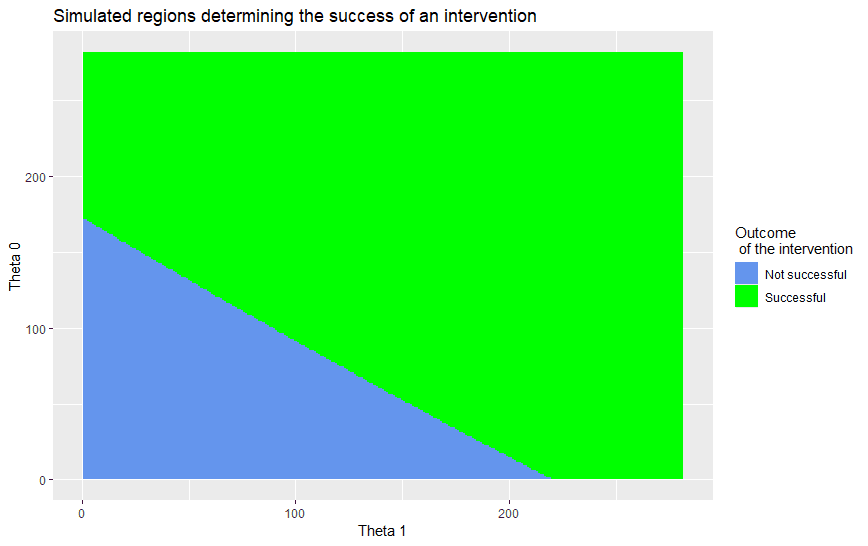 Simulated regions determining the success of an intervention
Theta 0
200
100
0
0
100
200
Theta 1
Outcome
of the intervention
Not successful
Successful